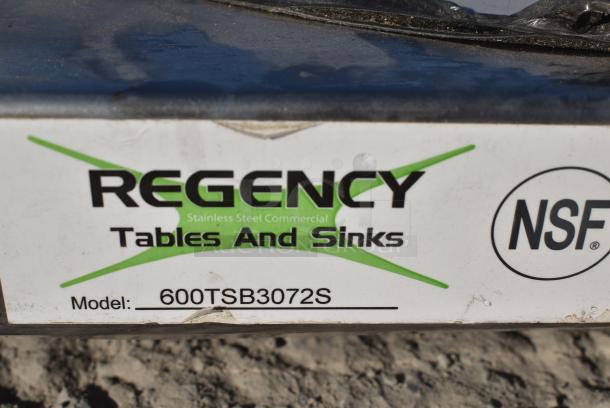 REGENCY
Stainless Steel Commercial
Tables And Sinks
Model: 600TSB3072S
NSF®